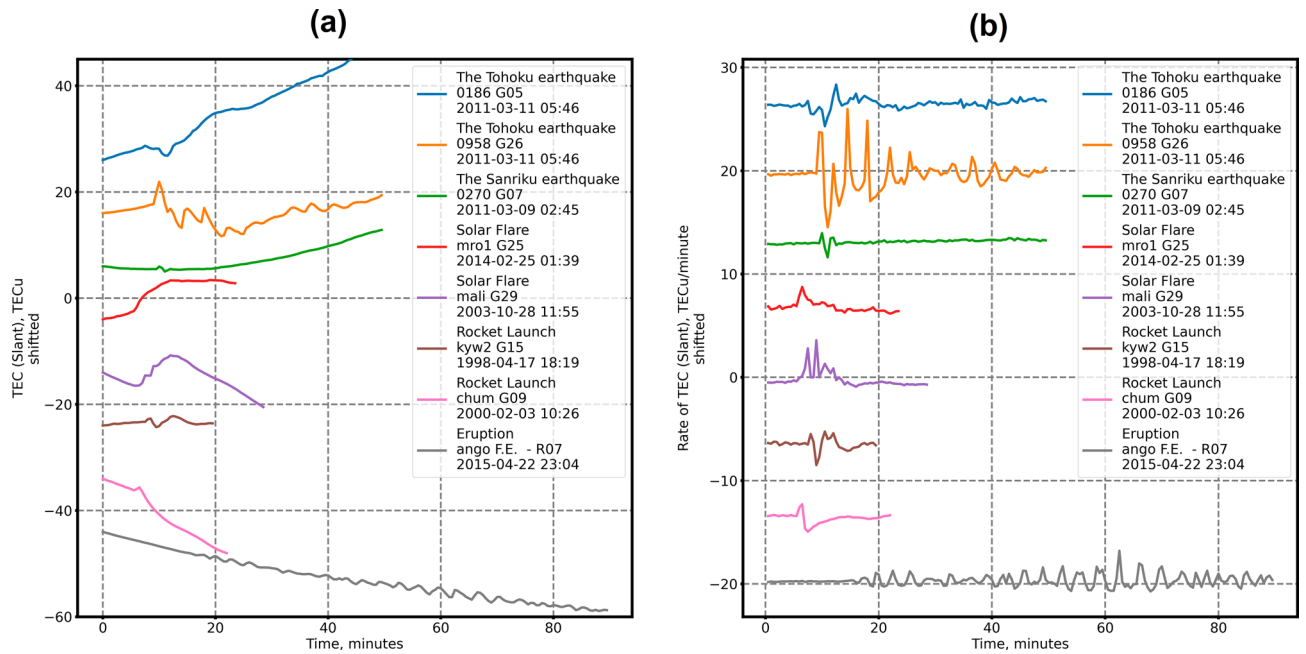 (a)
TEC (Slant), TECu
shiftted
40
20
0
−20
−40
−60
0
20
40
60
80
Time, minutes
The Tohoku earthquake
0186 G05
2011-03-11 05:46
The Tohoku earthquake
0958 G26
2011-03-11 05:46
The Sanriku earthquake
0270 G07
2011-03-09 02:45
Solar Flare
mro1 G25
2014-02-25 01:39
Solar Flare
mali G29
2003-10-28 11:55
Rocket Launch
kyw2 G15
1998-04-17 18:19
Rocket Launch
chum G09
2000-02-03 10:26
Eruption
ango F.E.  - R07
2015-04-22 23:04
(b)
Rate of TEC (Slant), TECu/minute
shiftted
30
20
10
0
−10
−20
0
20
40
60
80
Time, minutes
The Tohoku earthquake
0186 G05
2011-03-11 05:46
The Tohoku earthquake
0958 G26
2011-03-11 05:46
The Sanriku earthquake
0270 G07
2011-03-09 02:45
Solar Flare
mro1 G25
2014-02-25 01:39
Solar Flare
mali G29
2003-10-28 11:55
Rocket Launch
kyw2 G15
1998-04-17 18:19
Rocket Launch
chum G09
2000-02-03 10:26
Eruption
ango F.E.  - R07
2015-04-22 23:04